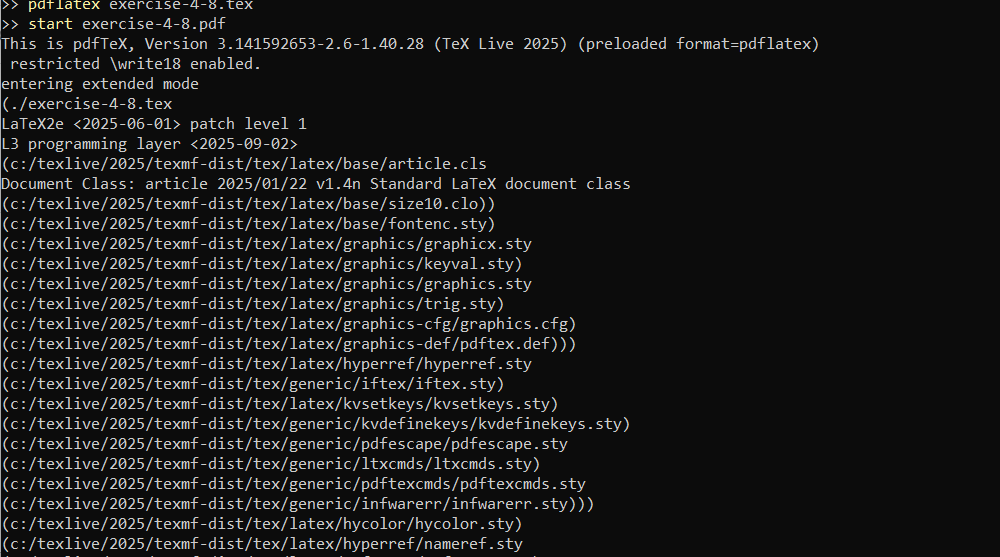 >> pdflatex exercise-4-8.tex
>> start exercise-4-8.pdf
This is pdfTeX, Version 3.141592653-2.6-1.40.28 (TeX Live 2025) (preloaded format=pdflatex)
 restricted \write18 enabled.
entering extended mode
(./exercise-4-8.tex
LaTeX2e <2025-06-01> patch level 1
L3 programming layer <2025-09-02>
(c:/texlive/2025/texmf-dist/tex/latex/base/article.cls
Document Class: article 2025/01/22 v1.4n Standard LaTeX document class
(c:/texlive/2025/texmf-dist/tex/latex/base/size10.clo))
(c:/texlive/2025/texmf-dist/tex/latex/base/fontenc.sty)
(c:/texlive/2025/texmf-dist/tex/latex/graphics/graphicx.sty
(c:/texlive/2025/texmf-dist/tex/latex/graphics/keyval.sty)
(c:/texlive/2025/texmf-dist/tex/latex/graphics/graphics.sty
(c:/texlive/2025/texmf-dist/tex/latex/graphics/trig.sty)
(c:/texlive/2025/texmf-dist/tex/latex/graphics-cfg/graphics.cfg)
(c:/texlive/2025/texmf-dist/tex/latex/graphics-def/pdftex.def)))
(c:/texlive/2025/texmf-dist/tex/latex/hyperref/hyperref.sty
(c:/texlive/2025/texmf-dist/tex/generic/iftex/iftex.sty)
(c:/texlive/2025/texmf-dist/tex/latex/kvsetkeys/kvsetkeys.sty)
(c:/texlive/2025/texmf-dist/tex/generic/kvdefinekeys/kvdefinekeys.sty)
(c:/texlive/2025/texmf-dist/tex/generic/pdfescape/pdfescape.sty
(c:/texlive/2025/texmf-dist/tex/generic/ltxcmds/ltxcmds.sty)
(c:/texlive/2025/texmf-dist/tex/generic/pdftexcmds/pdftexcmds.sty
(c:/texlive/2025/texmf-dist/tex/generic/infwarerr/infwarerr.sty)))
(c:/texlive/2025/texmf-dist/tex/latex/hycolor/hycolor.sty)
(c:/texlive/2025/texmf-dist/tex/latex/hyperref/nameref.sty